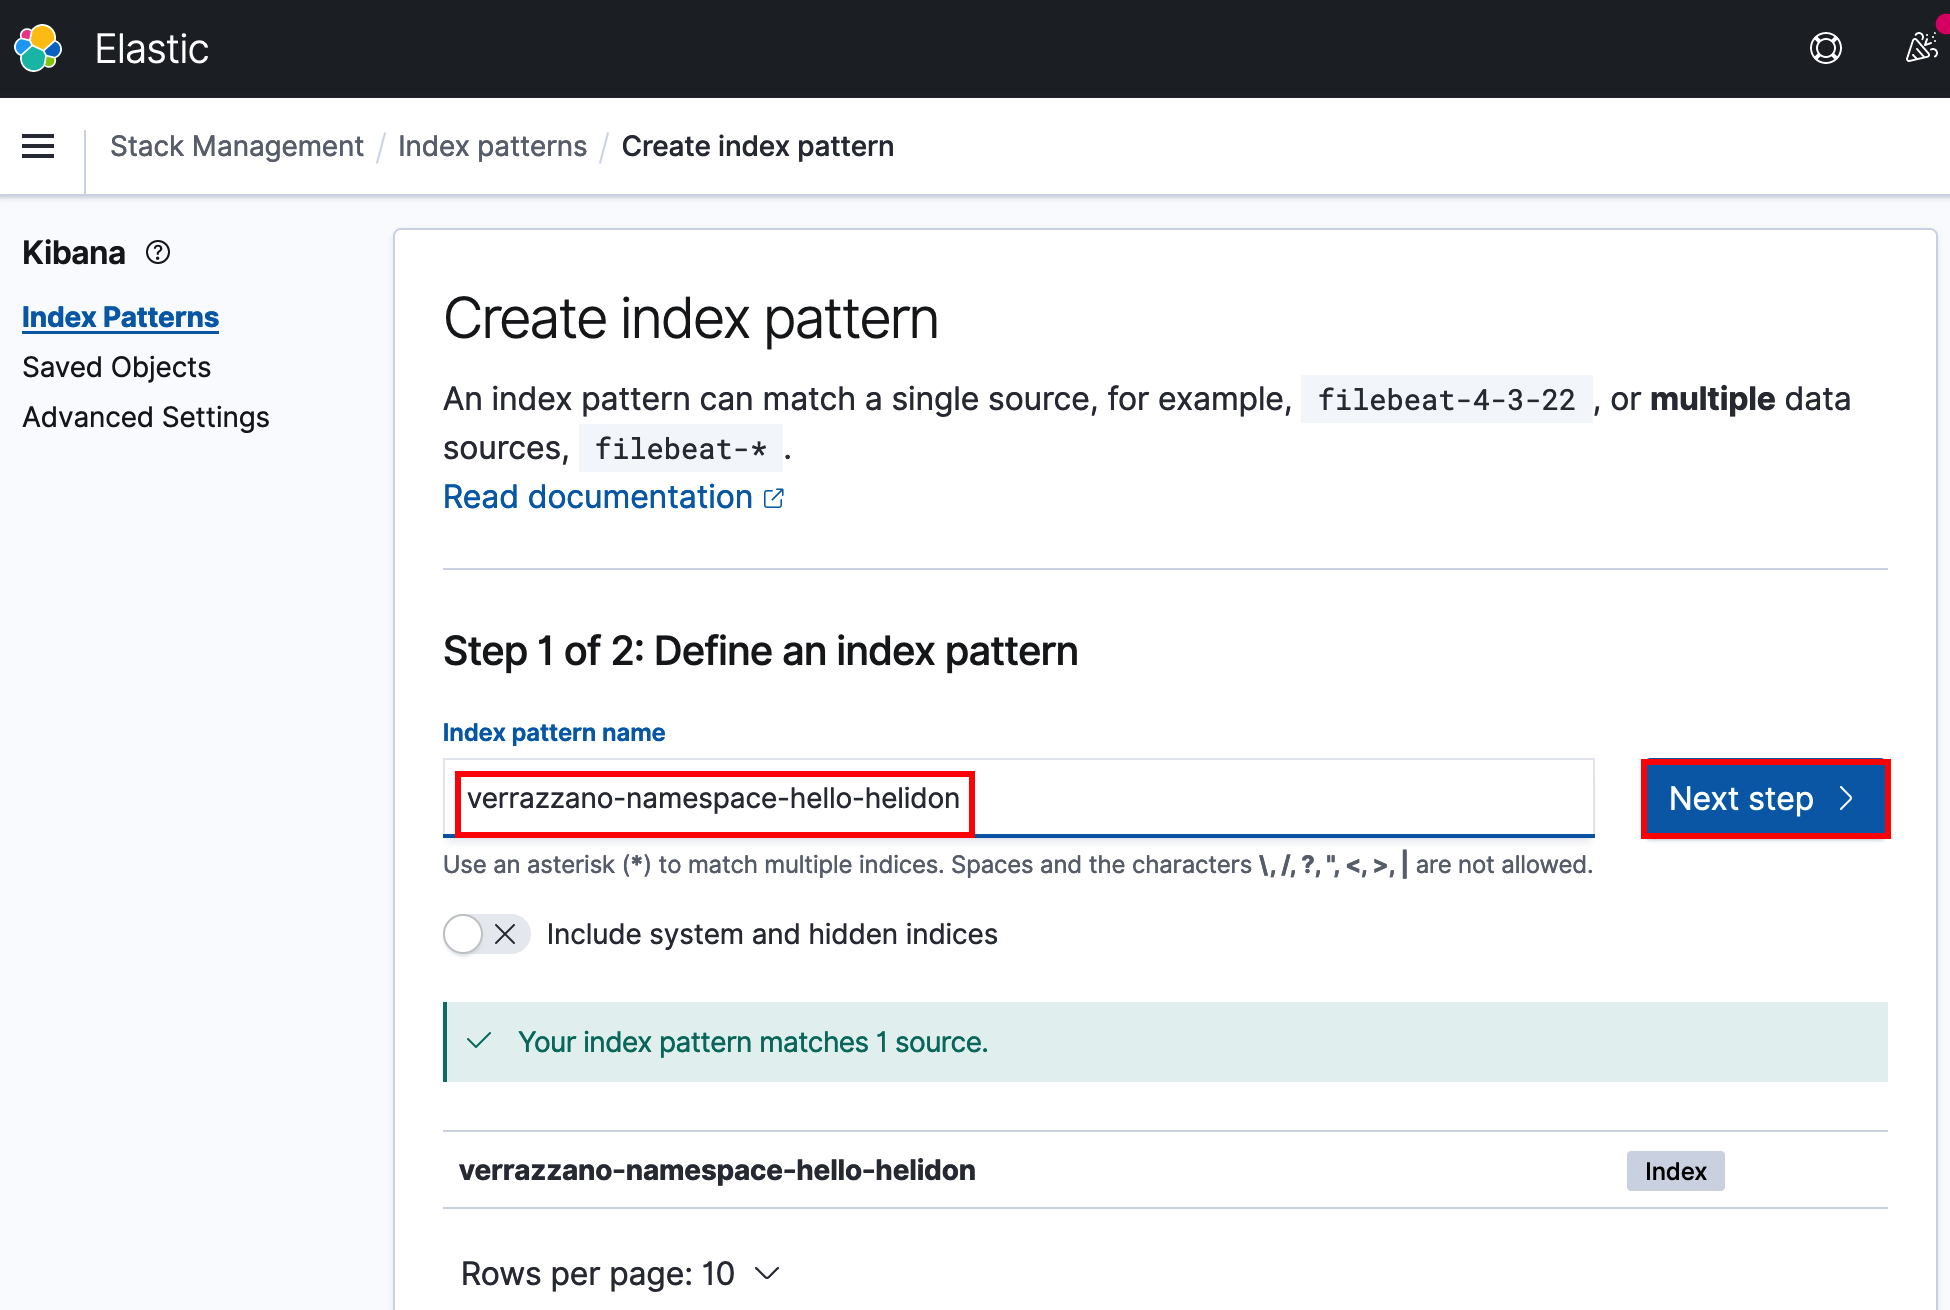 Elastic
Stack Management / Index patterns / Create index pattern
Kibana
Index Patterns
Saved Objects
Advanced Settings
Create index pattern
An index pattern can match a single source, for example, filebeat-4-3-22 , or multiple data
sources, filebeat-* .
Read documentation
Step 1 of 2: Define an index pattern
Index pattern name
verrazzano-namespace-hello-helidon
Next step
Use an asterisk (*) to match multiple indices. Spaces and the characters \, /, ?, ", <, >, | are not allowed.
Include system and hidden indices
Your index pattern matches 1 source.
verrazzano-namespace-hello-helidon Index
Rows per page: 10